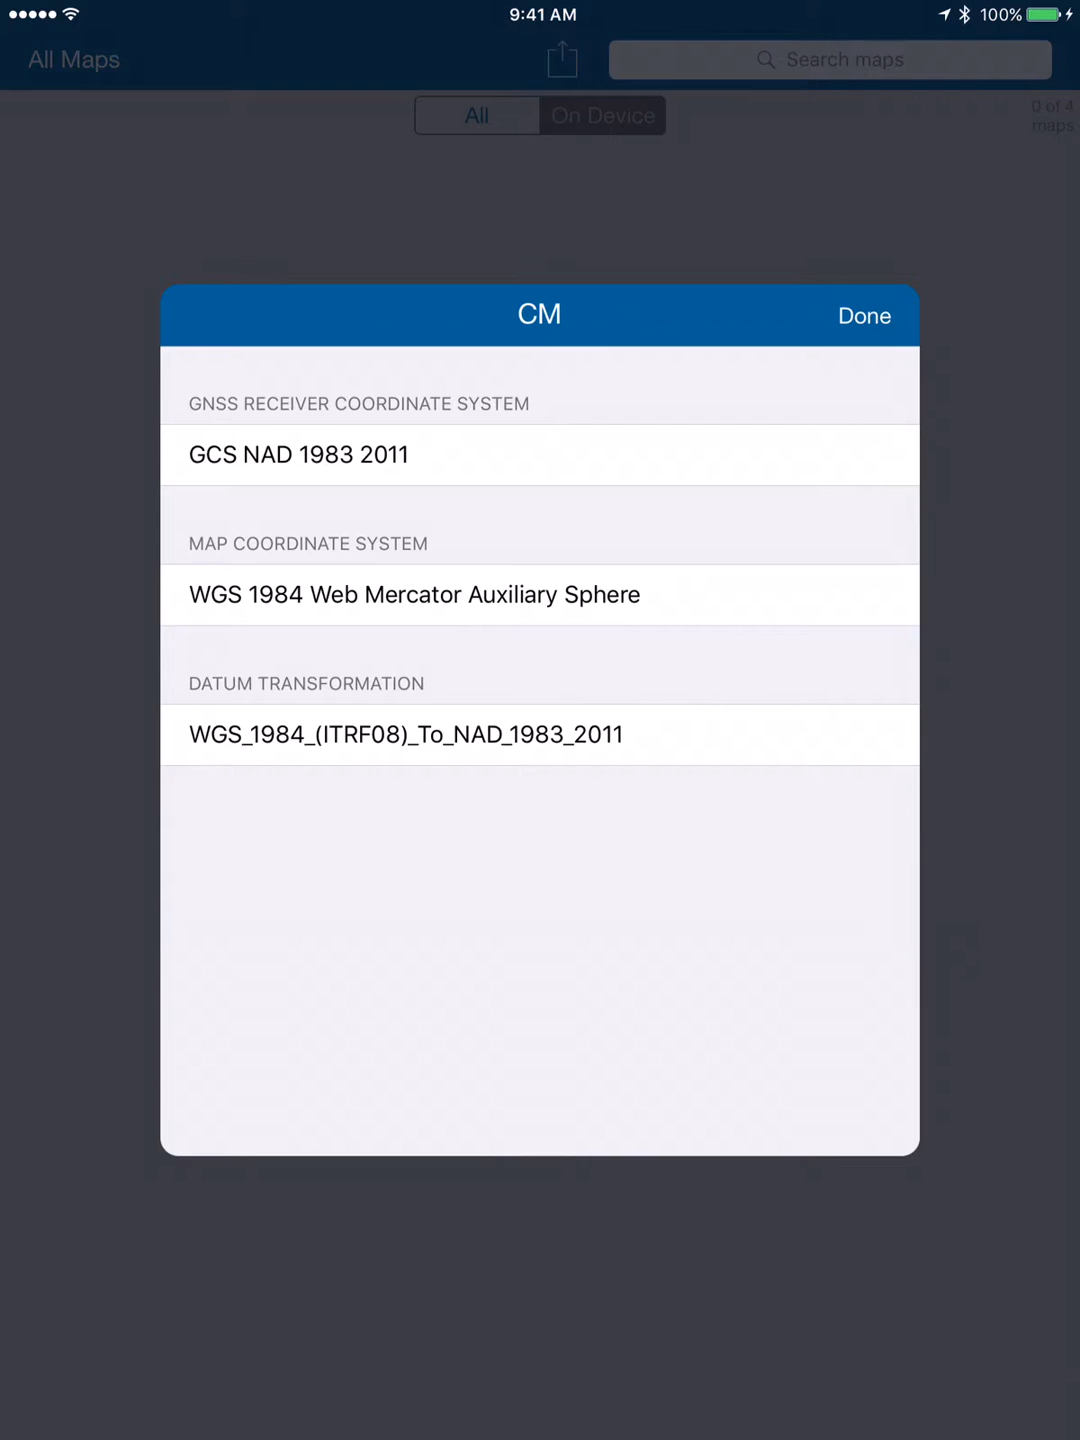 9:41 AM
100%
All Maps
Search maps
All
On Device
0 of 4
maps
CM
Done
GNSS RECEIVER COORDINATE SYSTEM
GCS NAD 1983 2011
MAP COORDINATE SYSTEM
WGS 1984 Web Mercator Auxiliary Sphere
DATUM TRANSFORMATION
WGS_1984_(ITRF08)_To_NAD_1983_2011